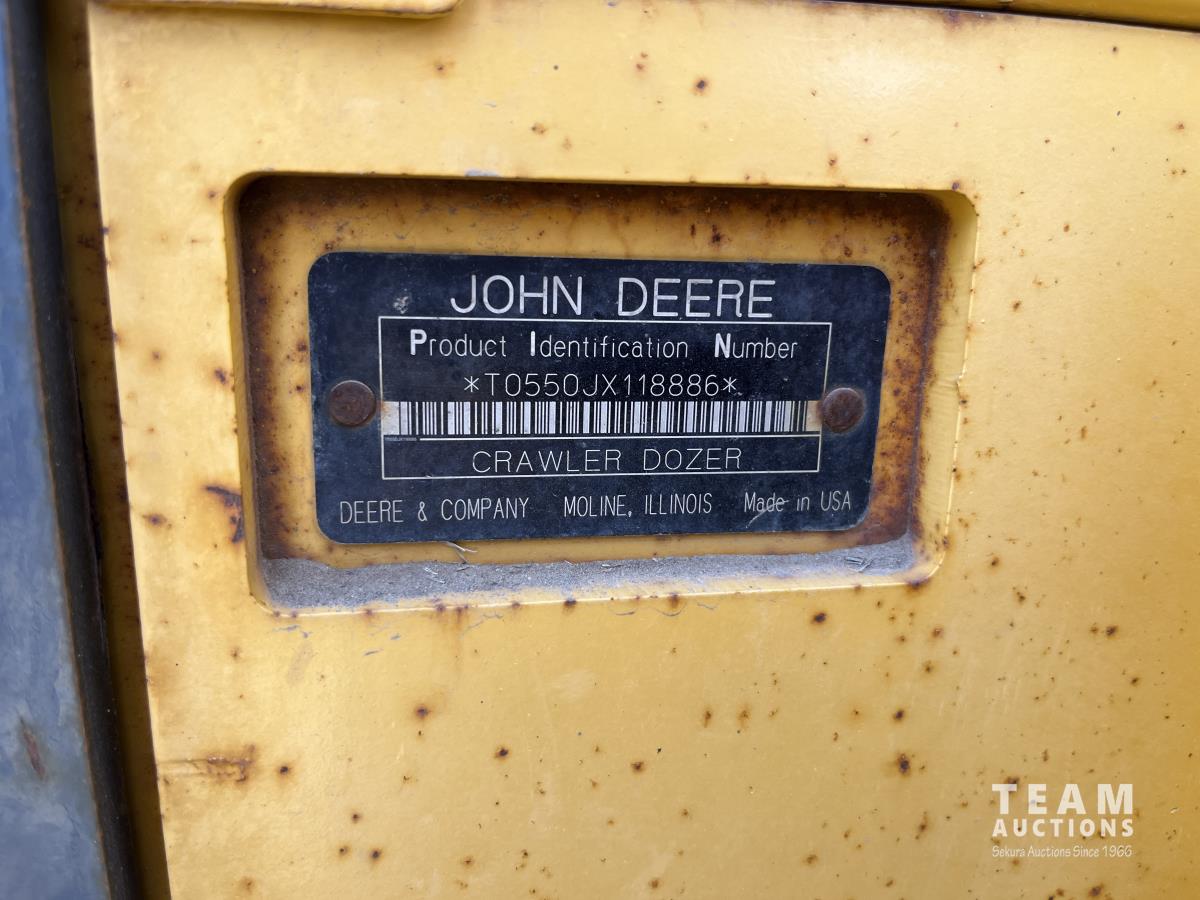 JOHN DEERE
Product Identification Number
*T0550JX118886*
CRAWLER DOZER
DEERE & COMPANY MOLINE, ILLINOIS Made in USA
TEAM
AUCTIONS
Sekura Auctions Since 1966